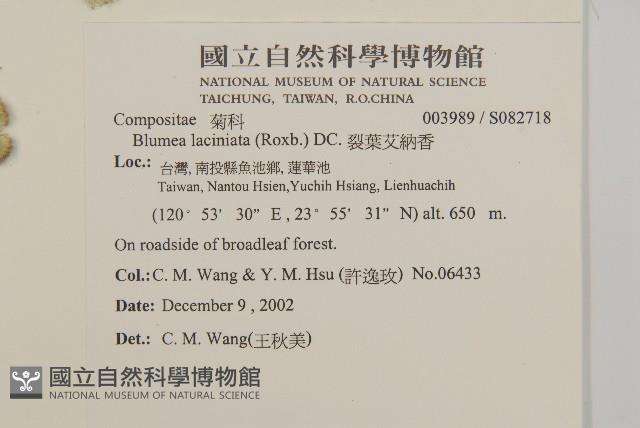 國立自然科學博物館
NATIONAL MUSEUM OF NATURAL SCIENCE
TAICHUNG, TAIWAN, R.O.CHINA
Compositae 菊科 003989 / S082718
Blumea laciniata (Roxb.) DC. 裂葉艾納香
Loc.: 台灣, 南投縣魚池鄉, 蓮華池
Taiwan, Nantou Hsien,Yuchih Hsiang, Lienhuachih
(120° 53' 30" E , 23° 55' 31" N) alt. 650 m.
On roadside of broadleaf forest.
Col.: C. M. Wang & Y. M. Hsu (許逸玫) No.06433
Date: December 9 , 2002
Det.: C. M. Wang(王秋美)
國立自然科學博物館
NATIONAL MUSEUM OF NATURAL SCIENCE